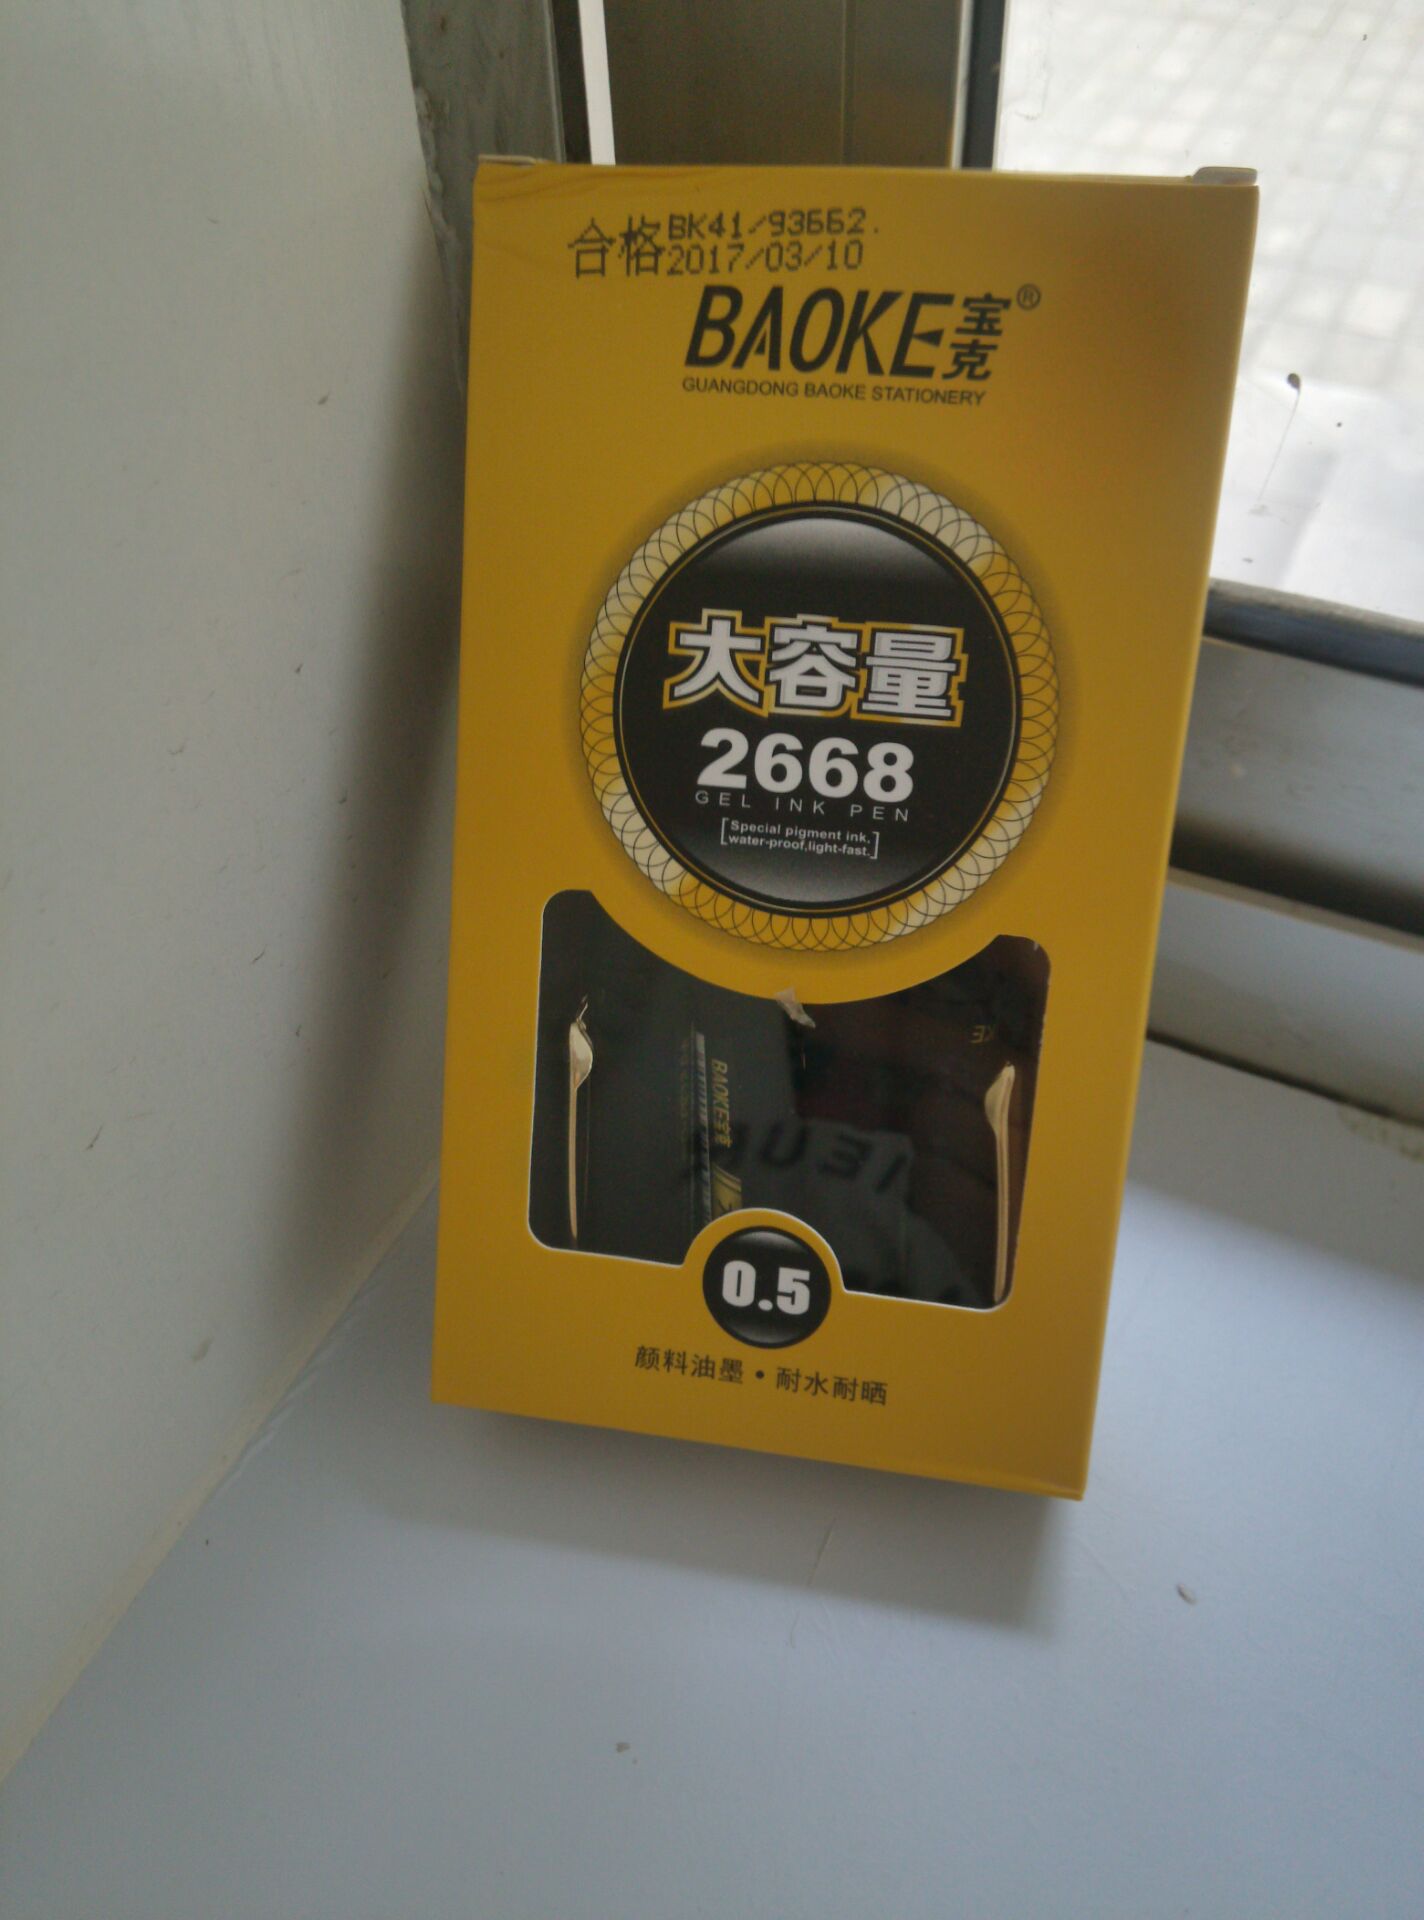 合格
BK41/93662.
2017/03/10
BAOKE宝克®
GUANGDONG BAOKE STATIONERY
大容量
2668
GEL INK PEN
[Special pigment ink,
water-proof,light-fast.]
BAOKE宝克
0.5
颜料油墨·耐水耐晒